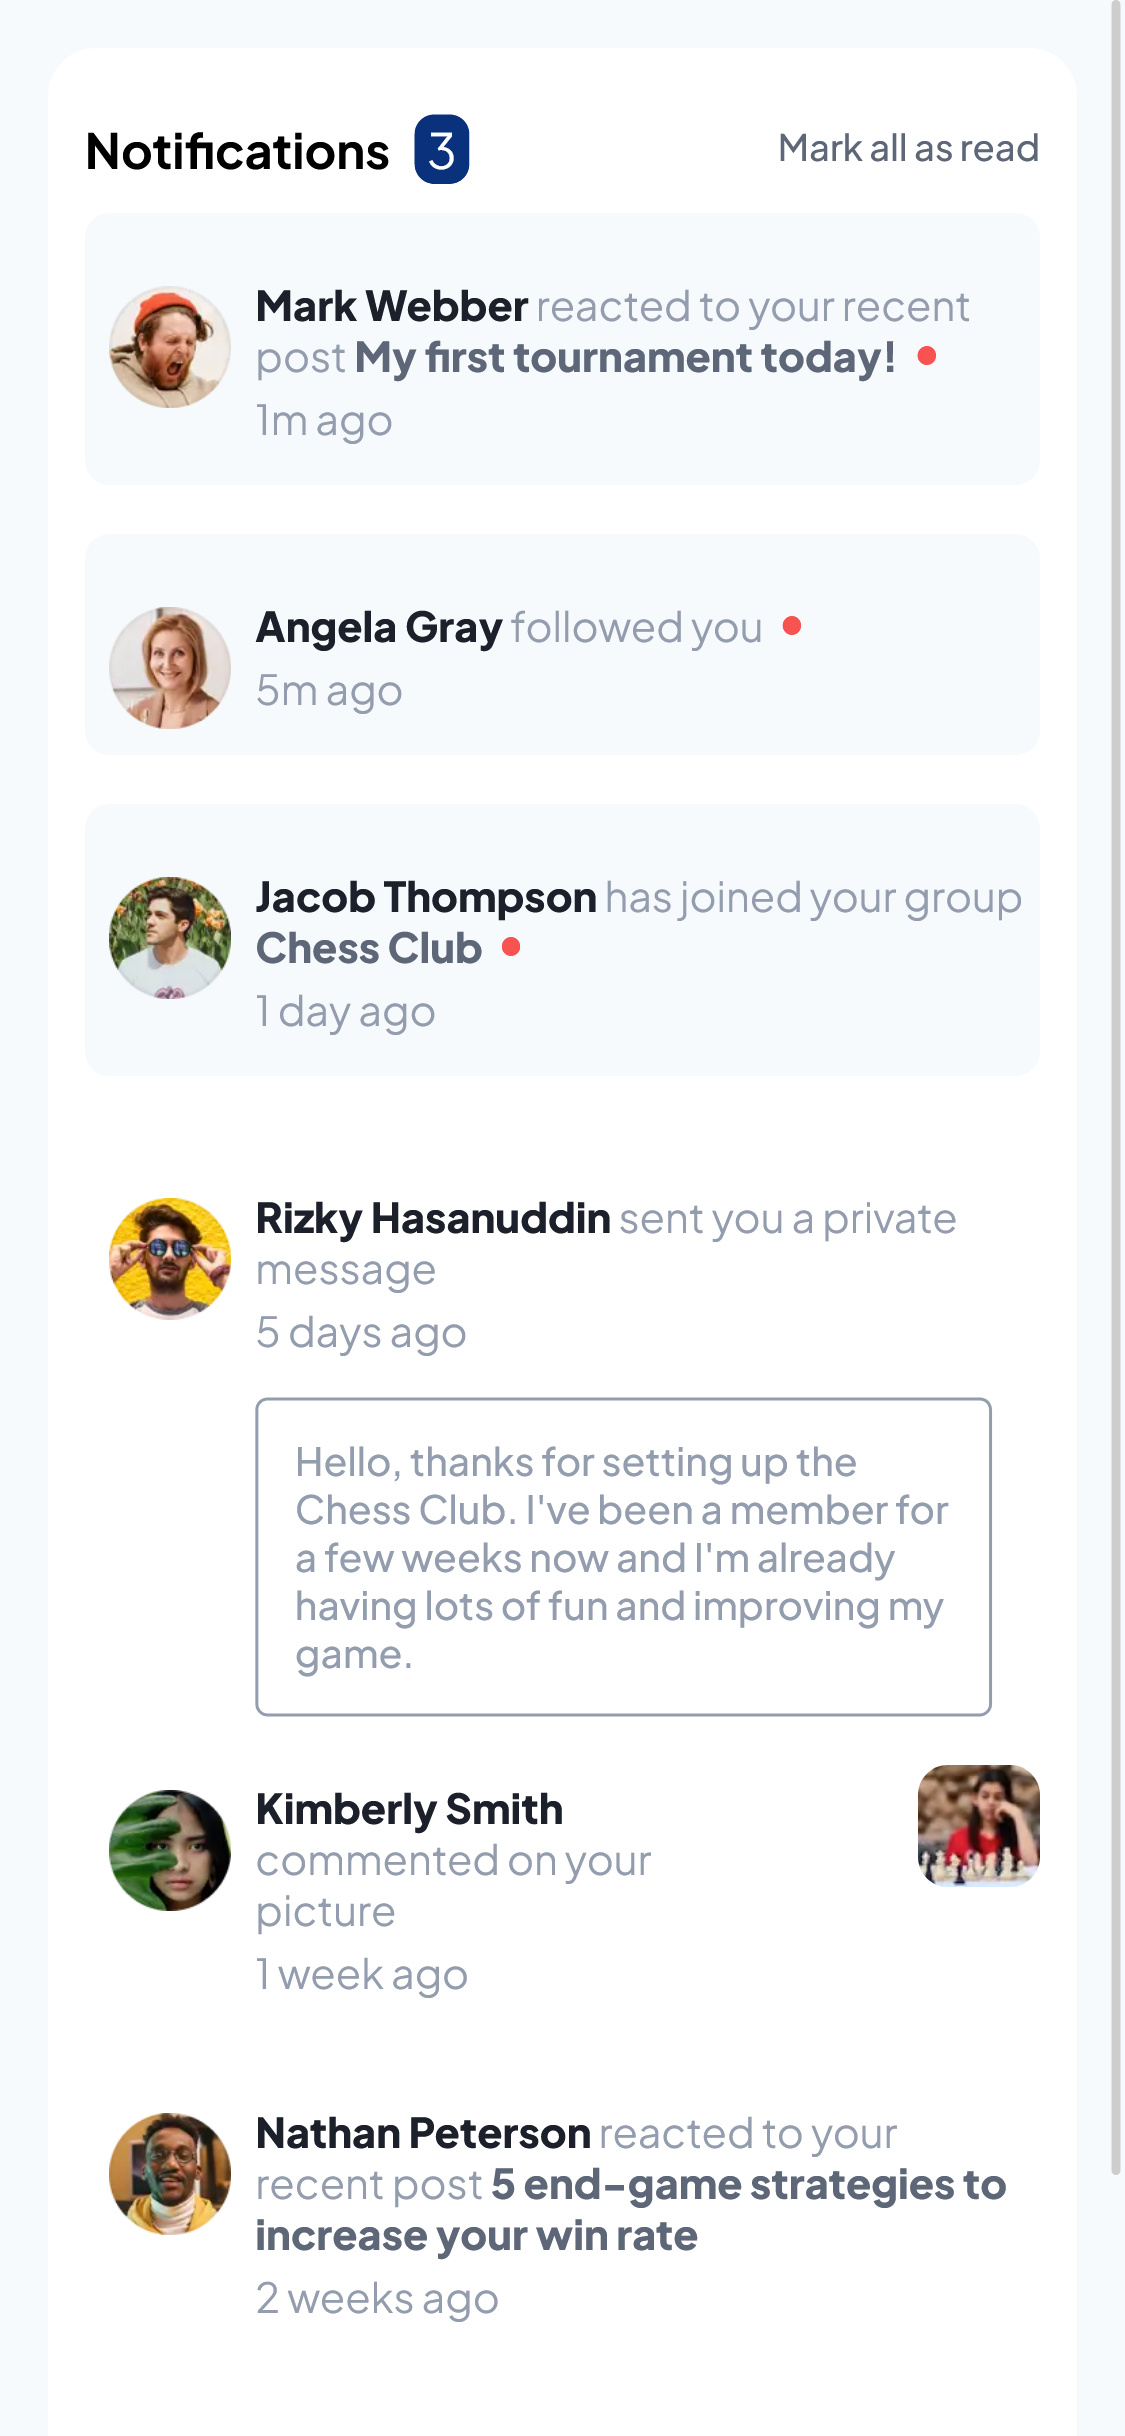 Notifications 3 Mark all as read
Mark Webber reacted to your recent
post My first tournament today!
1m ago
Angela Gray followed you
5m ago
Jacob Thompson has joined your group
Chess Club
1 day ago
Rizky Hasanuddin sent you a private
message
5 days ago
Hello, thanks for setting up the
Chess Club. I've been a member for
a few weeks now and I'm already
having lots of fun and improving my
game.
Kimberly Smith
commented on your
picture
1 week ago
Nathan Peterson reacted to your
recent post 5 end-game strategies to
increase your win rate
2 weeks ago